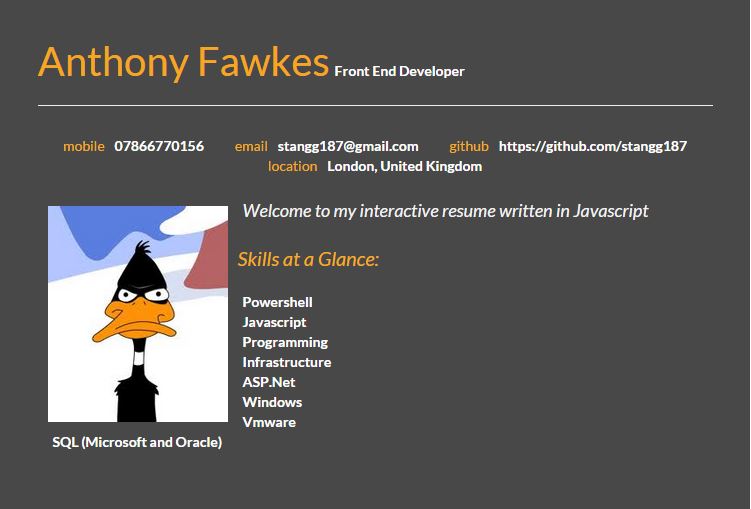 Anthony Fawkes Front End Developer
mobile 07866770156 email stangg187@gmail.com github https://github.com/stangg187
location London, United Kingdom
Welcome to my interactive resume written in Javascript
Skills at a Glance:
Powershell
Javascript
Programming
Infrastructure
ASP.Net
Windows
Vmware
SQL (Microsoft and Oracle)